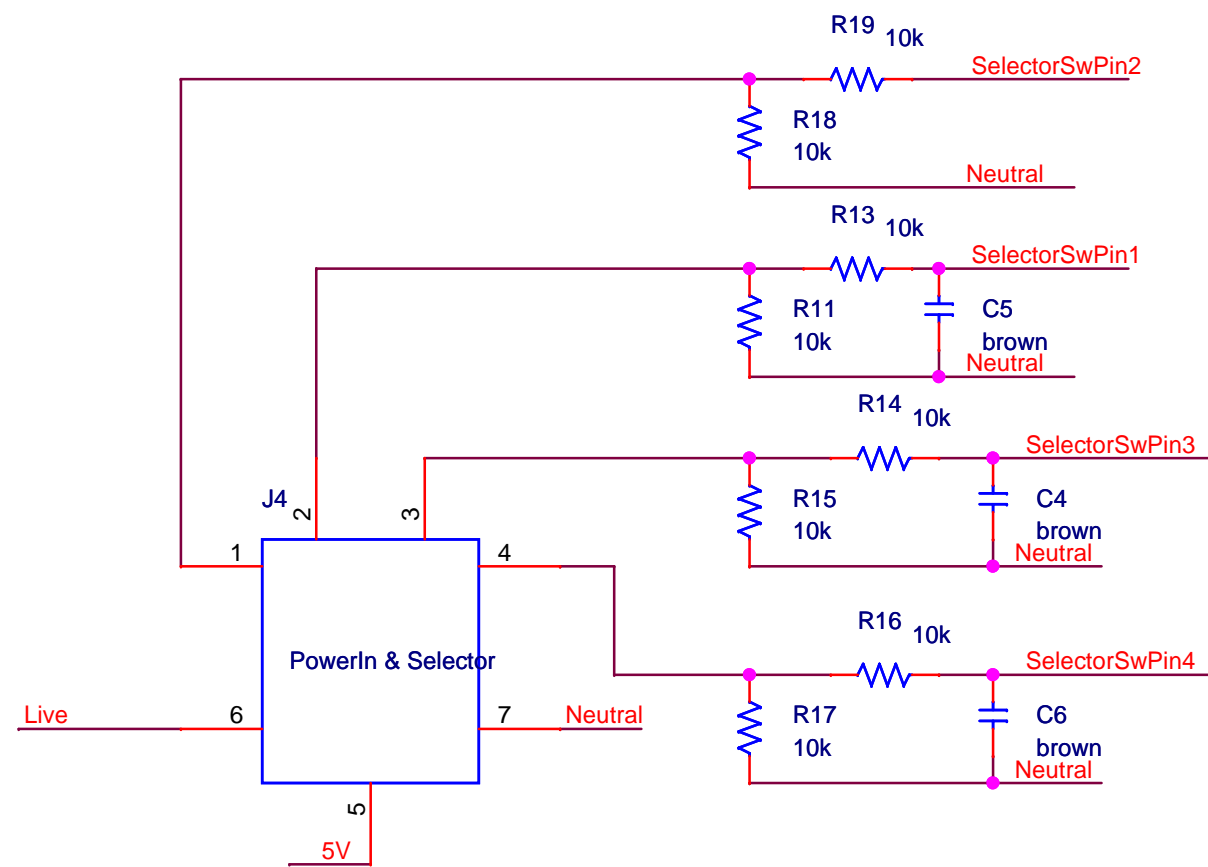 R19
10k
SelectorSwPin2
R18
10k
Neutral
R13
10k
SelectorSwPin1
R11
10k
C5
brown
Neutral
R14
10k
SelectorSwPin3
R15
10k
C4
brown
Neutral
J4
2
3
1
4
PowerIn & Selector
R16
10k
SelectorSwPin4
R17
10k
C6
brown
Neutral
Live
6
7
Neutral
5
5V